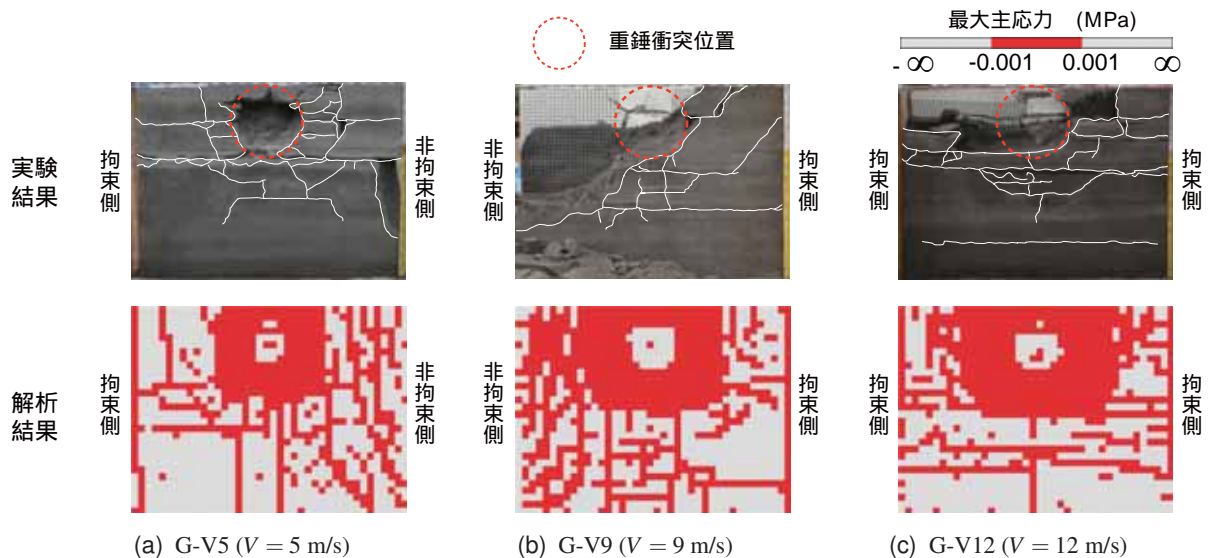 最大主応力 (MPa)
重錘衝突位置
- ∞ -0.001 0.001 ∞
実験
結果
拘束側
非拘束側
非拘束側
拘束側
拘束側
拘束側
解析
結果
拘束側
非拘束側
非拘束側
拘束側
拘束側
拘束側
(a) G-V5 (V = 5 m/s)
(b) G-V9 (V = 9 m/s)
(c) G-V12 (V = 12 m/s)